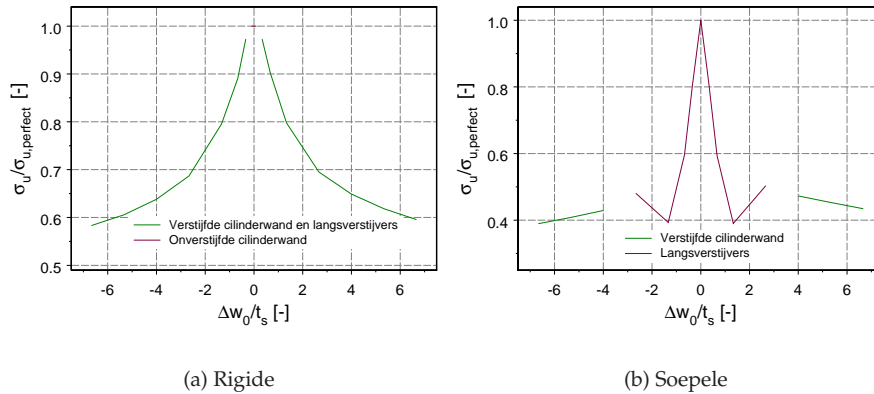 σu/σu,perfect [-]
1.0
0.9
0.8
0.7
0.6
0.5
Verstijfde cilinderwand en langsverstijvers
Onverstijfde cilinderwand
-6 -4 -2 0 2 4 6
Δw0/ts [-]
(a) Rigide
σu/σu,perfect [-]
1.0
0.8
0.6
0.4
Verstijfde cilinderwand
Langsverstijvers
-6 -4 -2 0 2 4 6
Δw0/ts [-]
(b) Soepele